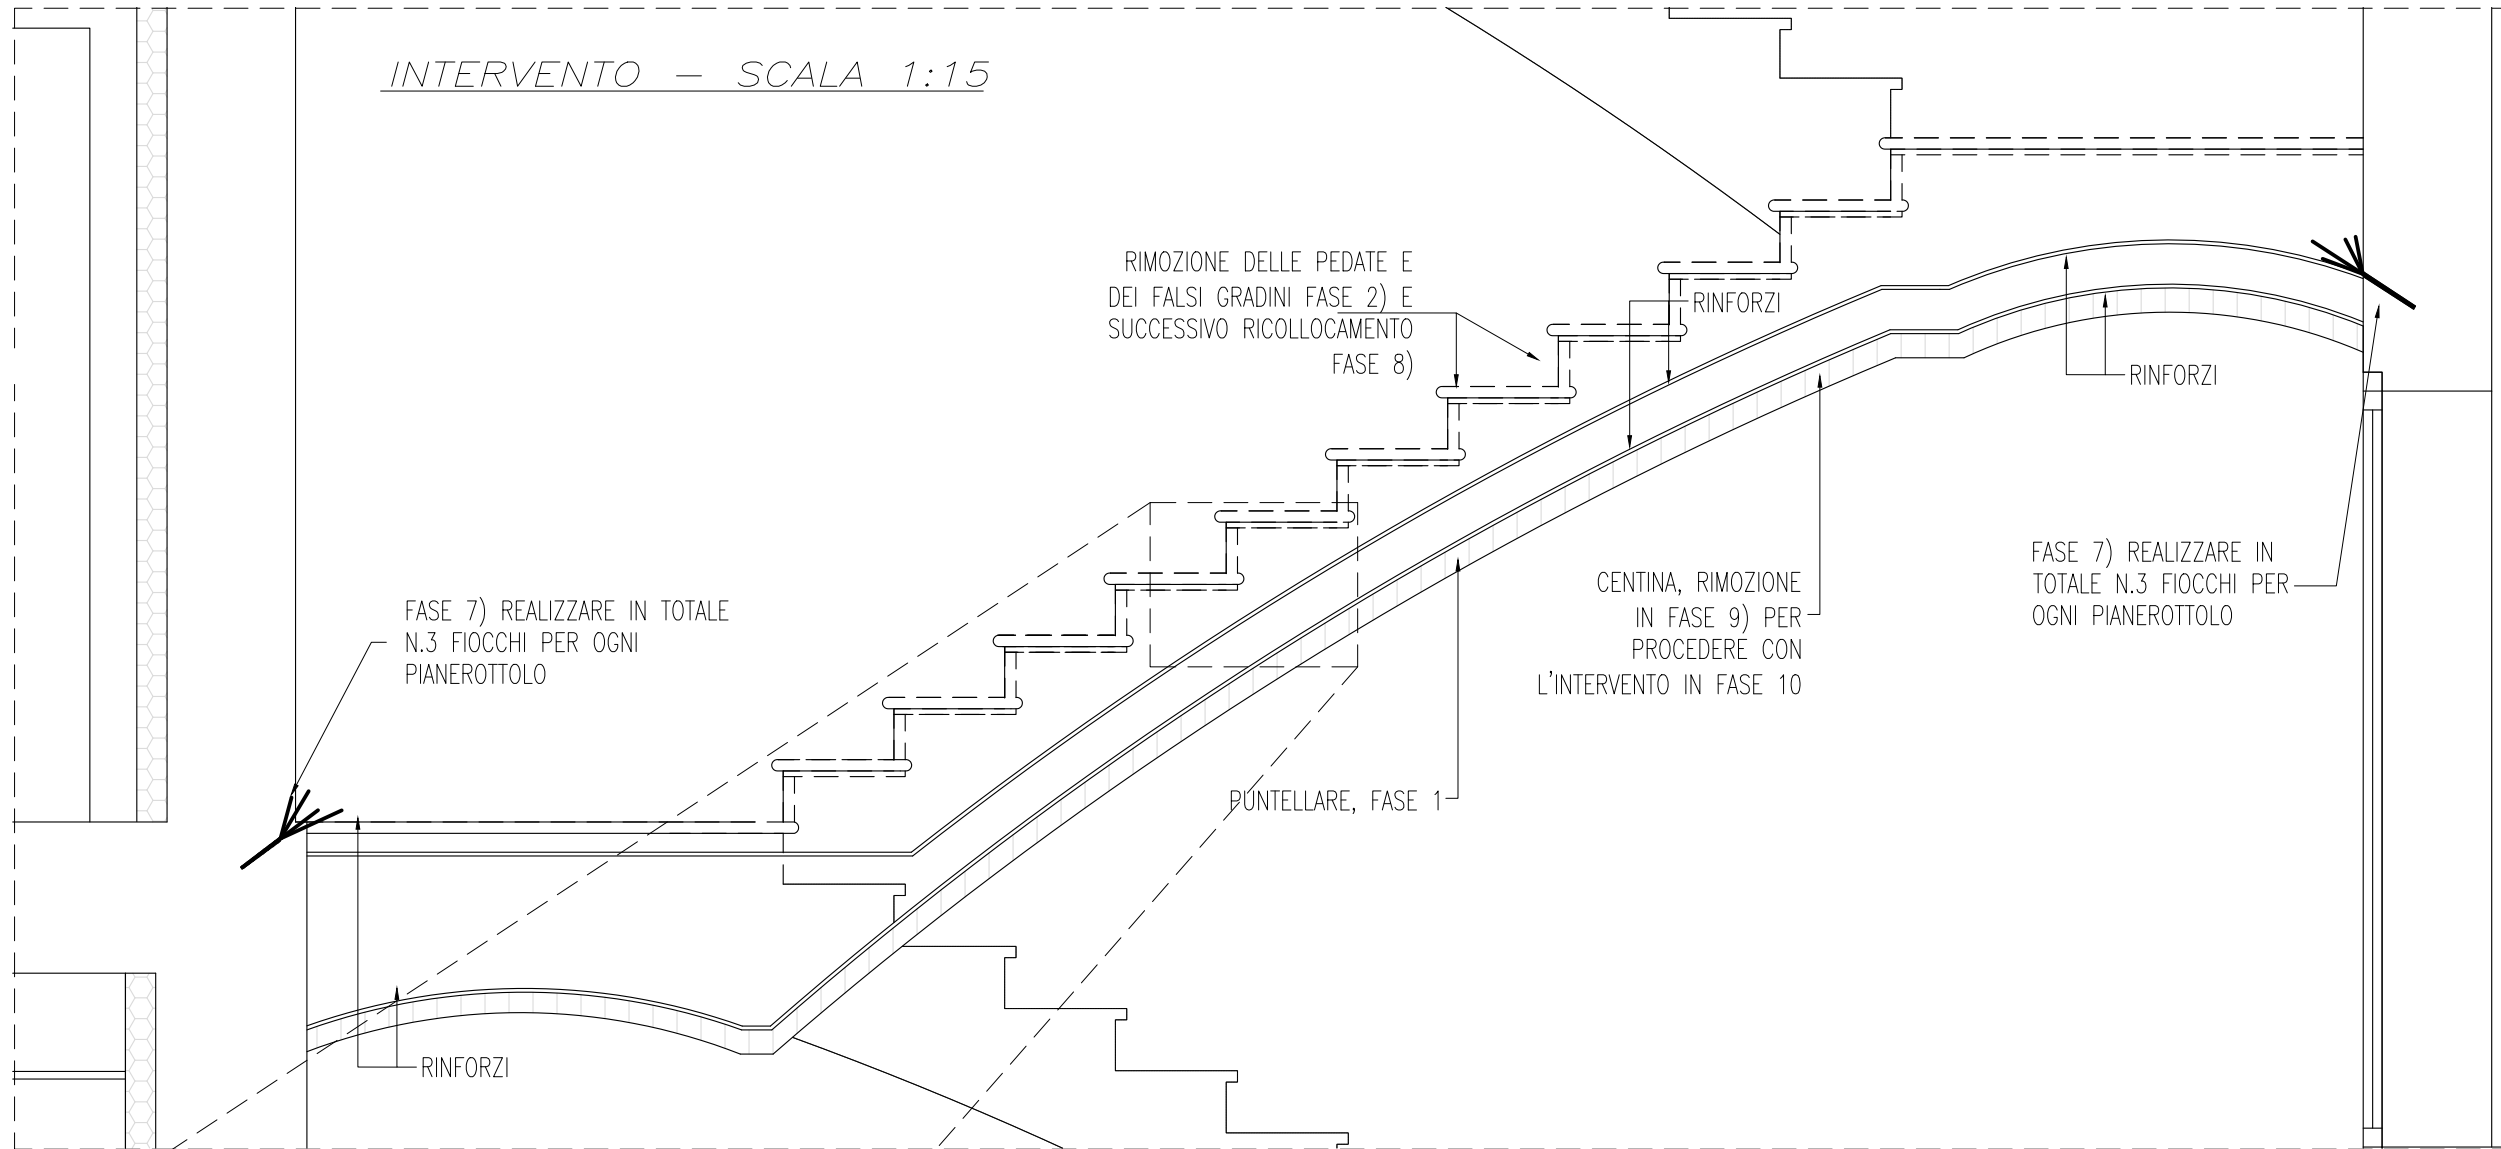 INTERVENTO – SCALA 1:15
RIMOZIONE DELLE PEDATE E
DEI FALSI GRADINI FASE 2) E
SUCCESSIVO RICOLLOCAMENTO
FASE 8)
RINFORZI
RINFORZI
FASE 7) REALIZZARE IN
TOTALE N.3 FIOCCHI PER
OGNI PIANEROTTOLO
CENTINA, RIMOZIONE
IN FASE 9) PER
PROCEDERE CON
L'INTERVENTO IN FASE 10
FASE 7) REALIZZARE IN TOTALE
N.3 FIOCCHI PER OGNI
PIANEROTTOLO
PUNTELLARE, FASE 1
RINFORZI